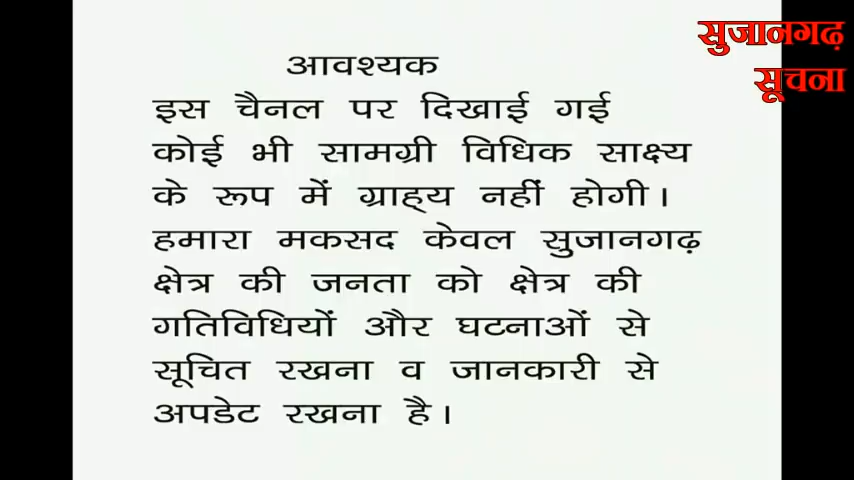 सुजानगढ़
सूचना
आवश्यक
इस चैनल पर दिखाई गई
कोई भी सामग्री विधिक साक्ष्य
के रूप में ग्राह्य नहीं होगी।
हमारा मकसद केवल सुजानगढ़
क्षेत्र की जनता को क्षेत्र की
गतिविधियों और घटनाओं से
सूचित रखना व जानकारी से
अपडेट रखना है।